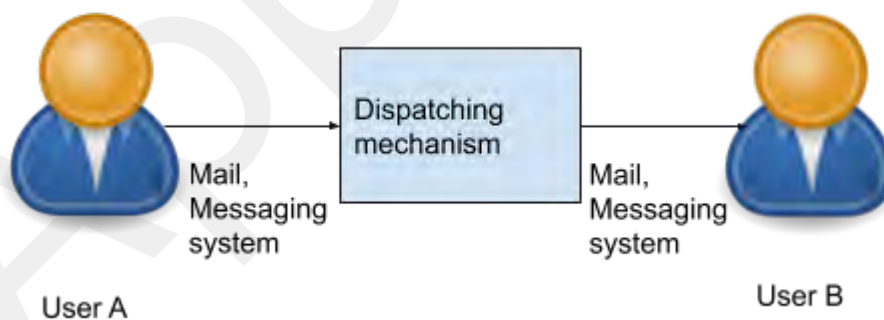 Dispatching
mechanism
Mail,
Messaging
system
Mail,
Messaging
system
User A
User B